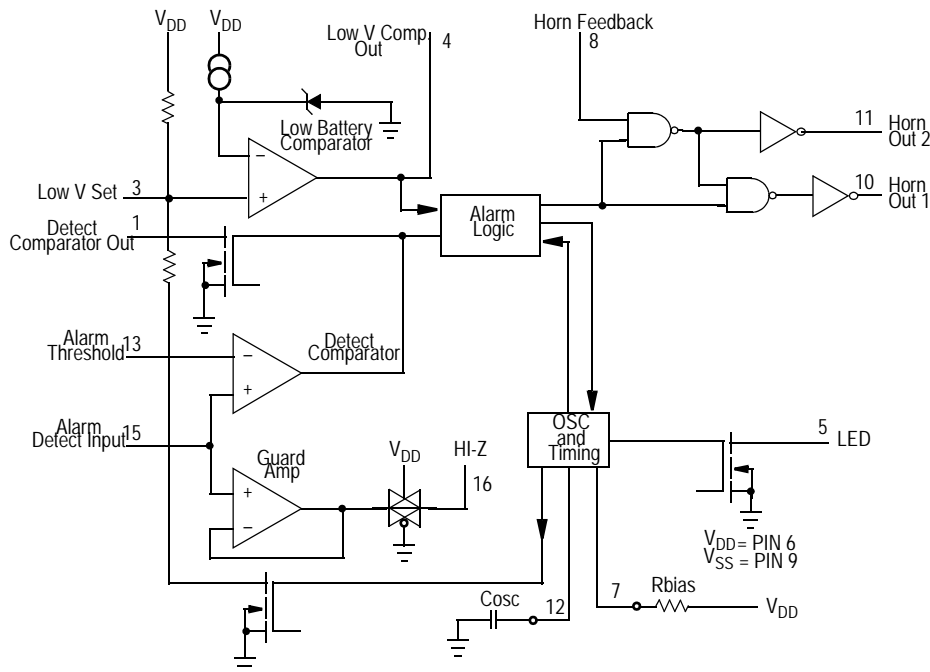 VDD
VDD
Low V Comp
Out
4
Horn Feedback
8
Low Battery
Comparator
−
+
Low V Set
3
1
Detect
Comparator Out
Alarm
Logic
11
Horn
Out 2
10
Horn
Out 1
Alarm
Threshold
13
−
+
Detect
Comparator
Alarm
Detect Input
15
Guard
Amp
+
−
VDD
HI-Z
16
OSC
and
Timing
5
LED
VDD = PIN 6
VSS = PIN 9
Cosc
12
7
Rbias
VDD